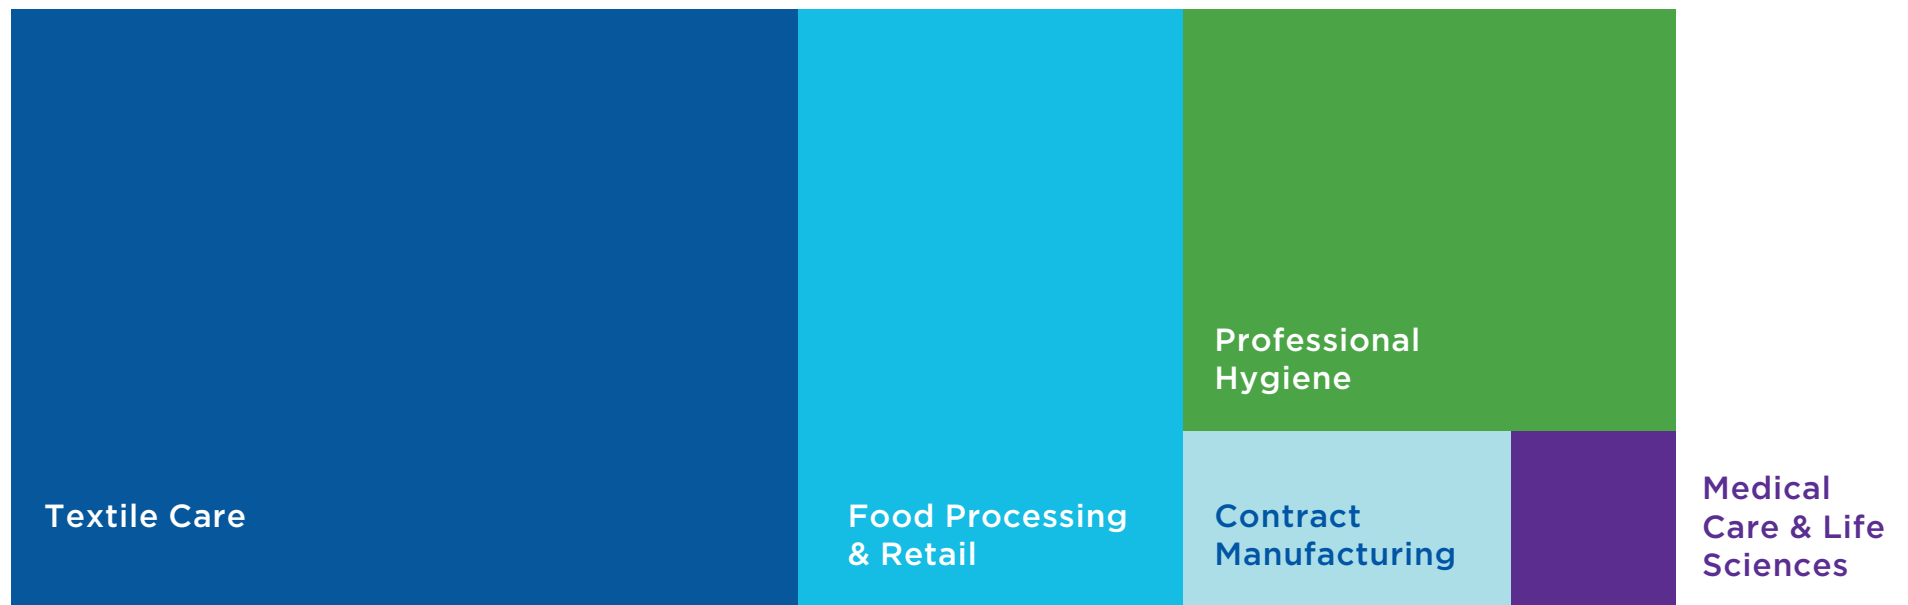 Textile Care
Food Processing
& Retail
Professional
Hygiene
Contract
Manufacturing
Medical
Care & Life
Sciences